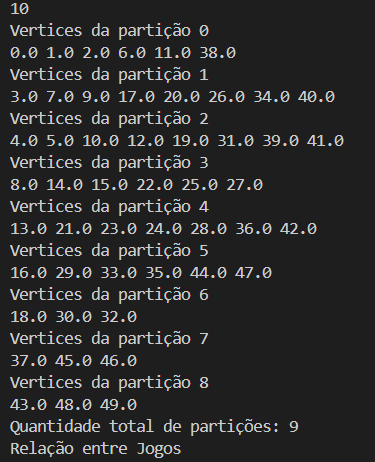 10
Vertices da partição 0
0.0 1.0 2.0 6.0 11.0 38.0
Vertices da partição 1
3.0 7.0 9.0 17.0 20.0 26.0 34.0 40.0
Vertices da partição 2
4.0 5.0 10.0 12.0 19.0 31.0 39.0 41.0
Vertices da partição 3
8.0 14.0 15.0 22.0 25.0 27.0
Vertices da partição 4
13.0 21.0 23.0 24.0 28.0 36.0 42.0
Vertices da partição 5
16.0 29.0 33.0 35.0 44.0 47.0
Vertices da partição 6
18.0 30.0 32.0
Vertices da partição 7
37.0 45.0 46.0
Vertices da partição 8
43.0 48.0 49.0
Quantidade total de partições: 9
Relação entre Jogos